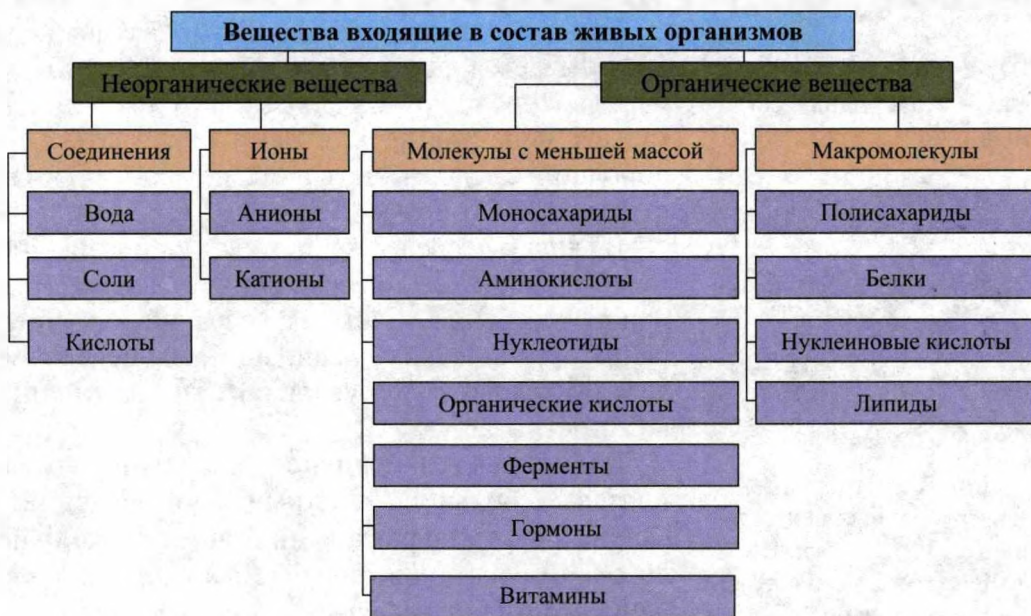 Вещества входящие в состав живых организмов
Неорганические вещества
Органические вещества
Соединения
Ионы
Молекулы с меньшей массой
Макромолекулы
Вода
Анионы
Моносахариды
Полисахариды
Соли
Катионы
Аминокислоты
Белки
Кислоты
Нуклеотиды
Нуклеиновые кислоты
Органические кислоты
Липиды
Ферменты
Гормоны
Витамины